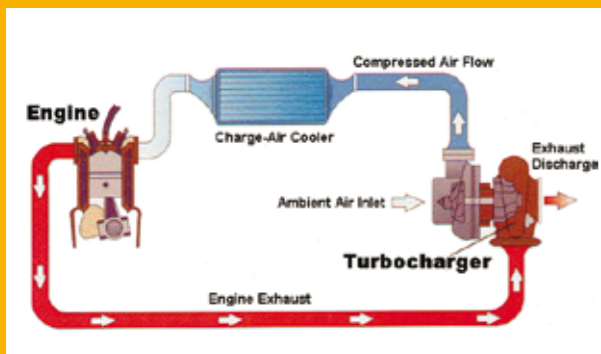 Compressed Air Flow
Engine
Charge-Air Cooler
Exhaust
Discharge
Ambient Air Inlet
Turbocharger
Engine Exhaust